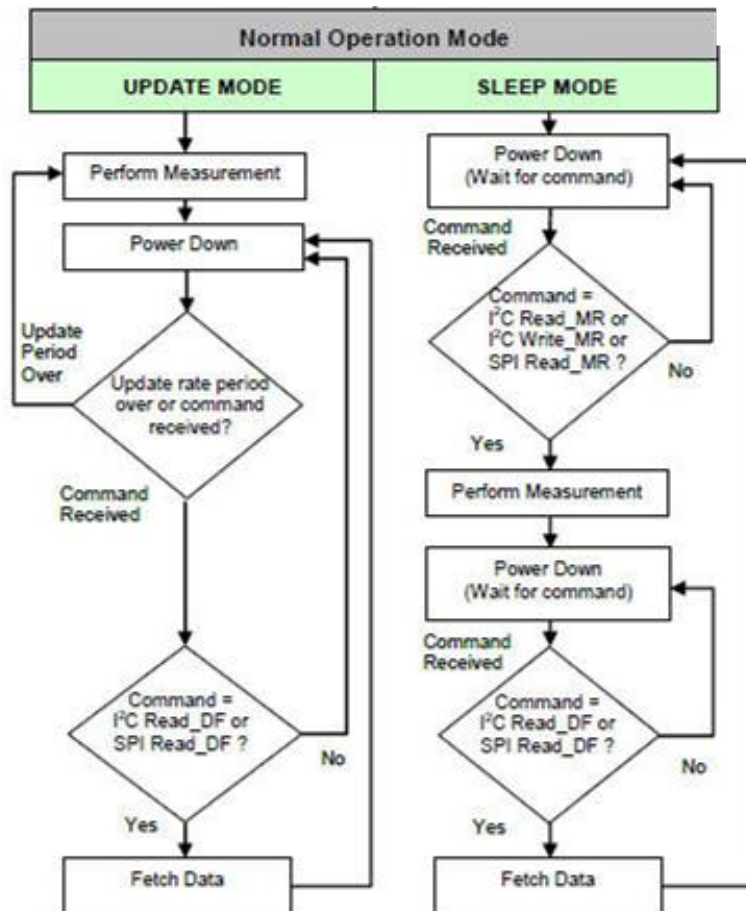 Normal Operation Mode
UPDATE MODE
SLEEP MODE
Perform Measurement
Power Down
Update
Period
Over
Update rate period
over or command
received?
Command
Received
Command =
I²C Read_DF or
SPI Read_DF ?
No
Yes
Fetch Data
Power Down
(Wait for command)
Command
Received
Command =
I²C Read_MR or
I²C Write_MR or
SPI Read_MR ?
No
Yes
Perform Measurement
Power Down
(Wait for command)
Command
Received
Command =
I²C Read_DF or
SPI Read_DF ?
No
Yes
Fetch Data